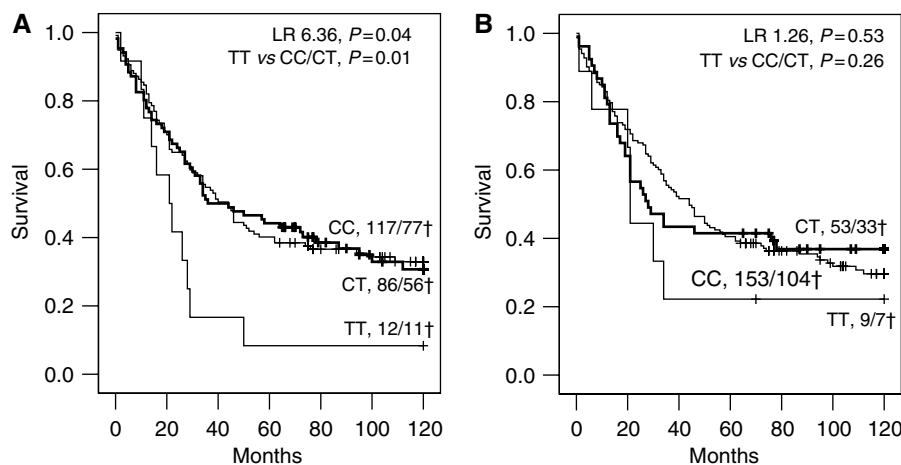 A
LR 6.36, P=0.04
TT vs CC/CT, P=0.01
Survival
1.0
0.8
0.6
0.4
0.2
0.0
CC, 117/77†
CT, 86/56†
TT, 12/11†
0 20 40 60 80 100 120
Months
B
LR 1.26, P=0.53
TT vs CC/CT, P=0.26
Survival
1.0
0.8
0.6
0.4
0.2
0.0
CT, 53/33†
CC, 153/104†
TT, 9/7†
0 20 40 60 80 100 120
Months